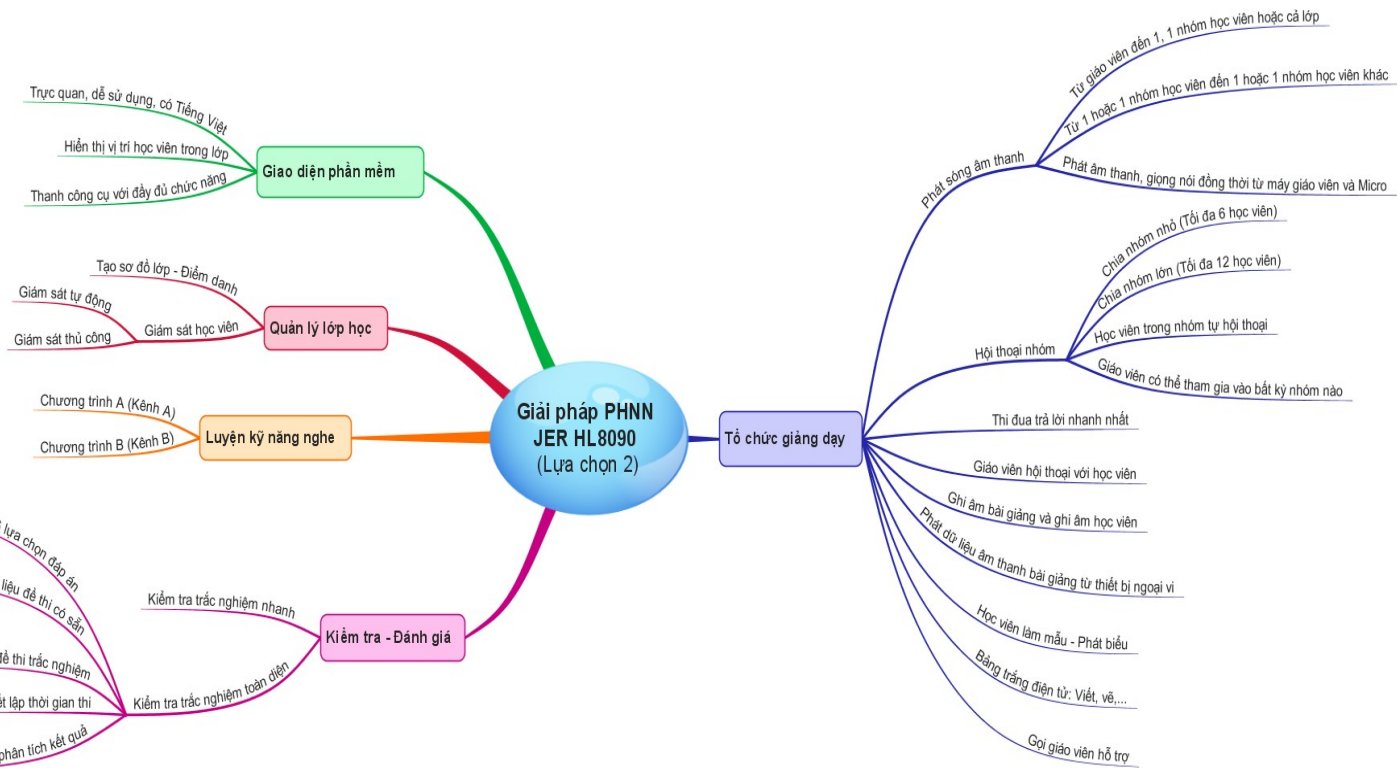 Giải pháp PHNN
JER HL8090
(Lựa chọn 2)
Giao diện phần mềm
Trực quan, dễ sử dụng, có Tiếng Việt
Hiển thị vị trí học viên trong lớp
Thanh công cụ với đầy đủ chức năng
Quản lý lớp học
Tạo sơ đồ lớp - Điểm danh
Giám sát học viên
Giám sát tự động
Giám sát thủ công
Luyện kỹ năng nghe
Chương trình A (Kênh A)
Chương trình B (Kênh B)
Kiểm tra - Đánh giá
Kiểm tra trắc nghiệm nhanh
Kiểm tra trắc nghiệm toàn diện
lựa chọn đáp án
liệu đề thi có sẵn
đề thi trắc nghiệm
lập thời gian thi
phân tích kết quả
Tổ chức giảng dạy
Phát sóng âm thanh
Từ giáo viên đến 1, 1 nhóm học viên hoặc cả lớp
Từ 1 hoặc 1 nhóm học viên đến 1 hoặc 1 nhóm học viên khác
Phát âm thanh, giọng nói đồng thời từ máy giáo viên và Micro
Hội thoại nhóm
Chia nhóm nhỏ (Tối đa 6 học viên)
Chia nhóm lớn (Tối đa 12 học viên)
Học viên trong nhóm tự hội thoại
Giáo viên có thể tham gia vào bất kỳ nhóm nào
Thi đua trả lời nhanh nhất
Giáo viên hội thoại với học viên
Ghi âm bài giảng và ghi âm học viên
Phát dữ liệu âm thanh bài giảng từ thiết bị ngoại vi
Học viên làm mẫu - Phát biểu
Bảng trắng điện tử: Viết, vẽ,...
Gọi giáo viên hỗ trợ